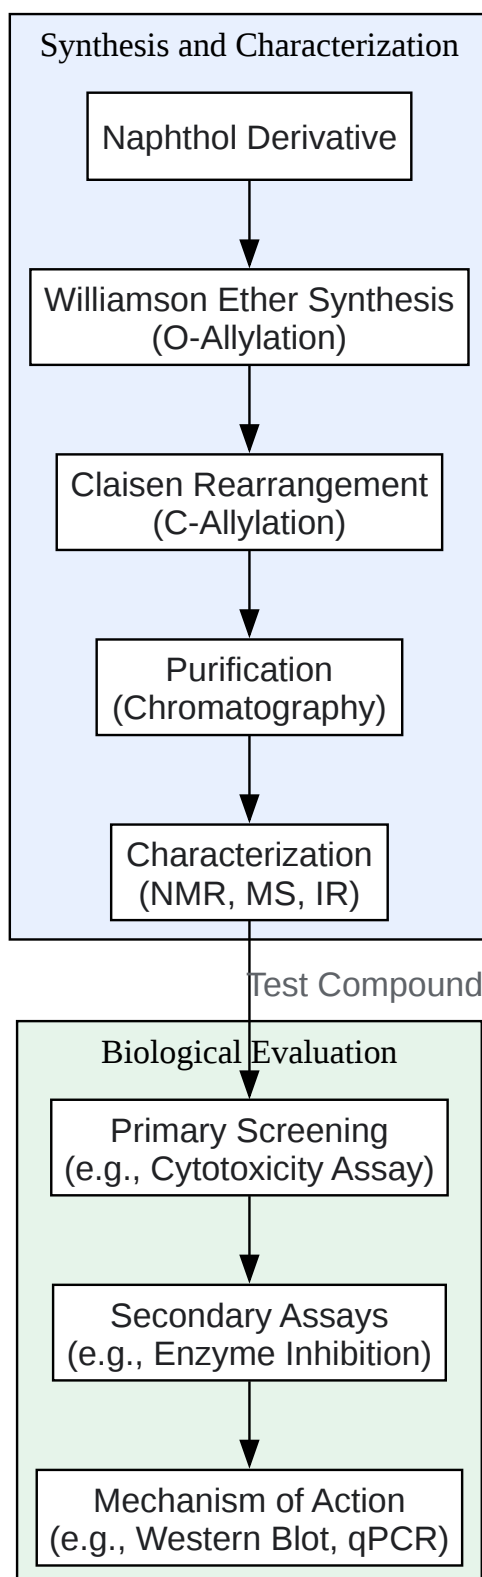 Synthesis and Characterization
Naphthol Derivative
Williamson Ether Synthesis
(O-Allylation)
Claisen Rearrangement
(C-Allylation)
Purification
(Chromatography)
Characterization
(NMR, MS, IR)
Test Compound
Biological Evaluation
Primary Screening
(e.g., Cytotoxicity Assay)
Secondary Assays
(e.g., Enzyme Inhibition)
Mechanism of Action
(e.g., Western Blot, qPCR)